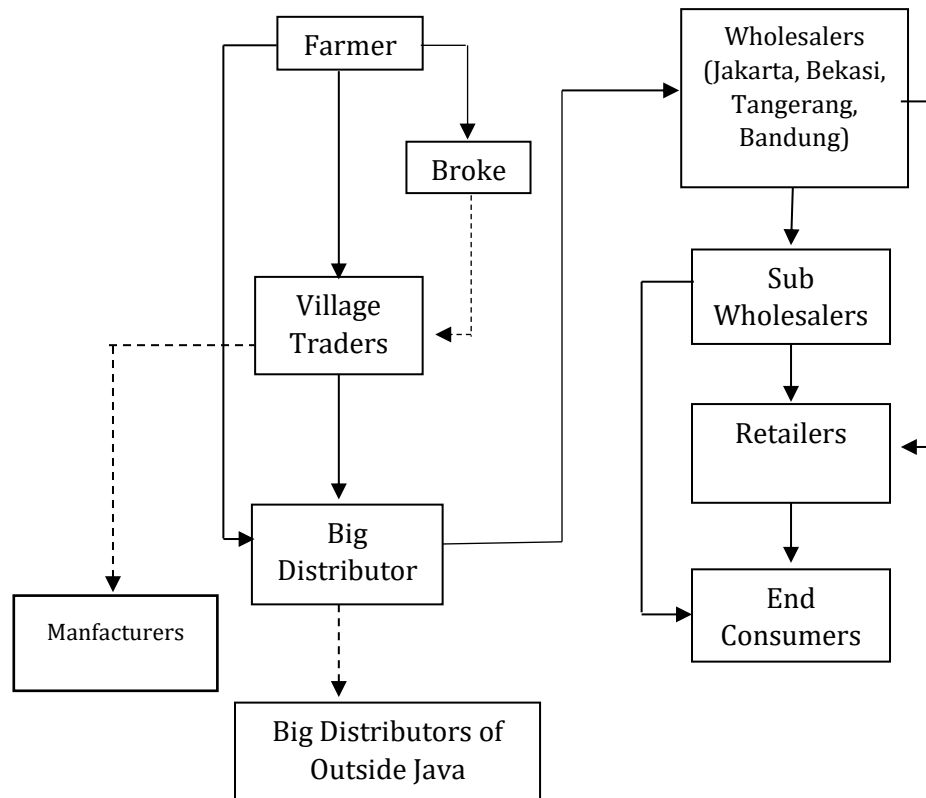 Farmer
Broke
Village
Traders
Big
Distributor
Manfacturers
Big Distributors of
Outside Java
Wholesalers
(Jakarta, Bekasi,
Tangerang,
Bandung)
Sub
Wholesalers
Retailers
End
Consumers